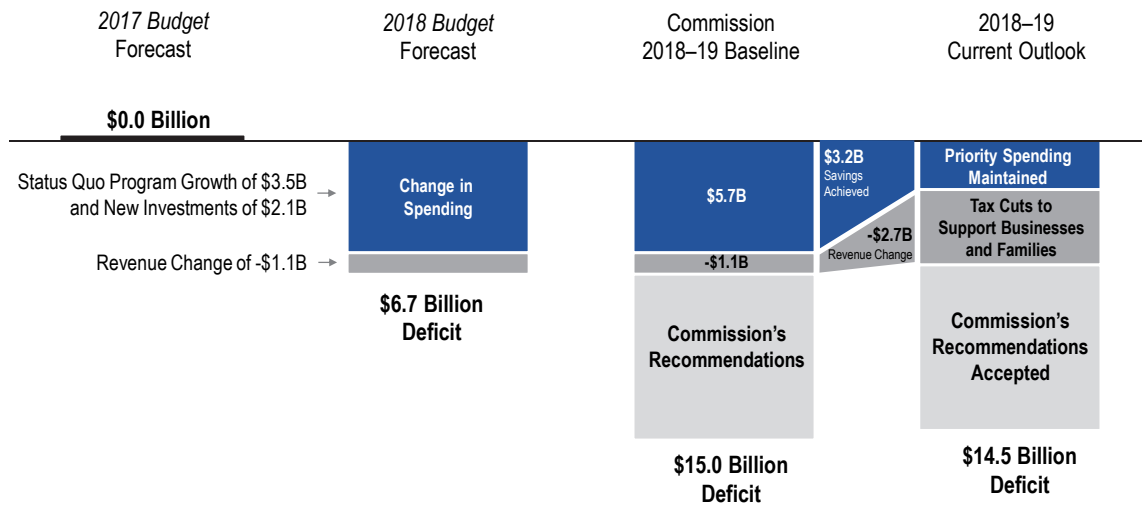 2017 Budget
Forecast
2018 Budget
Forecast
Commission
2018–19 Baseline
2018–19
Current Outlook
$0.0 Billion
Status Quo Program Growth of $3.5B
and New Investments of $2.1B
Revenue Change of -$1.1B
Change in
Spending
$6.7 Billion
Deficit
$5.7B
-$1.1B
Commission’s
Recommendations
$15.0 Billion
Deficit
$3.2B
Savings
Achieved
-$2.7B
Revenue Change
Priority Spending
Maintained
Tax Cuts to
Support Businesses
and Families
Commission’s
Recommendations
Accepted
$14.5 Billion
Deficit